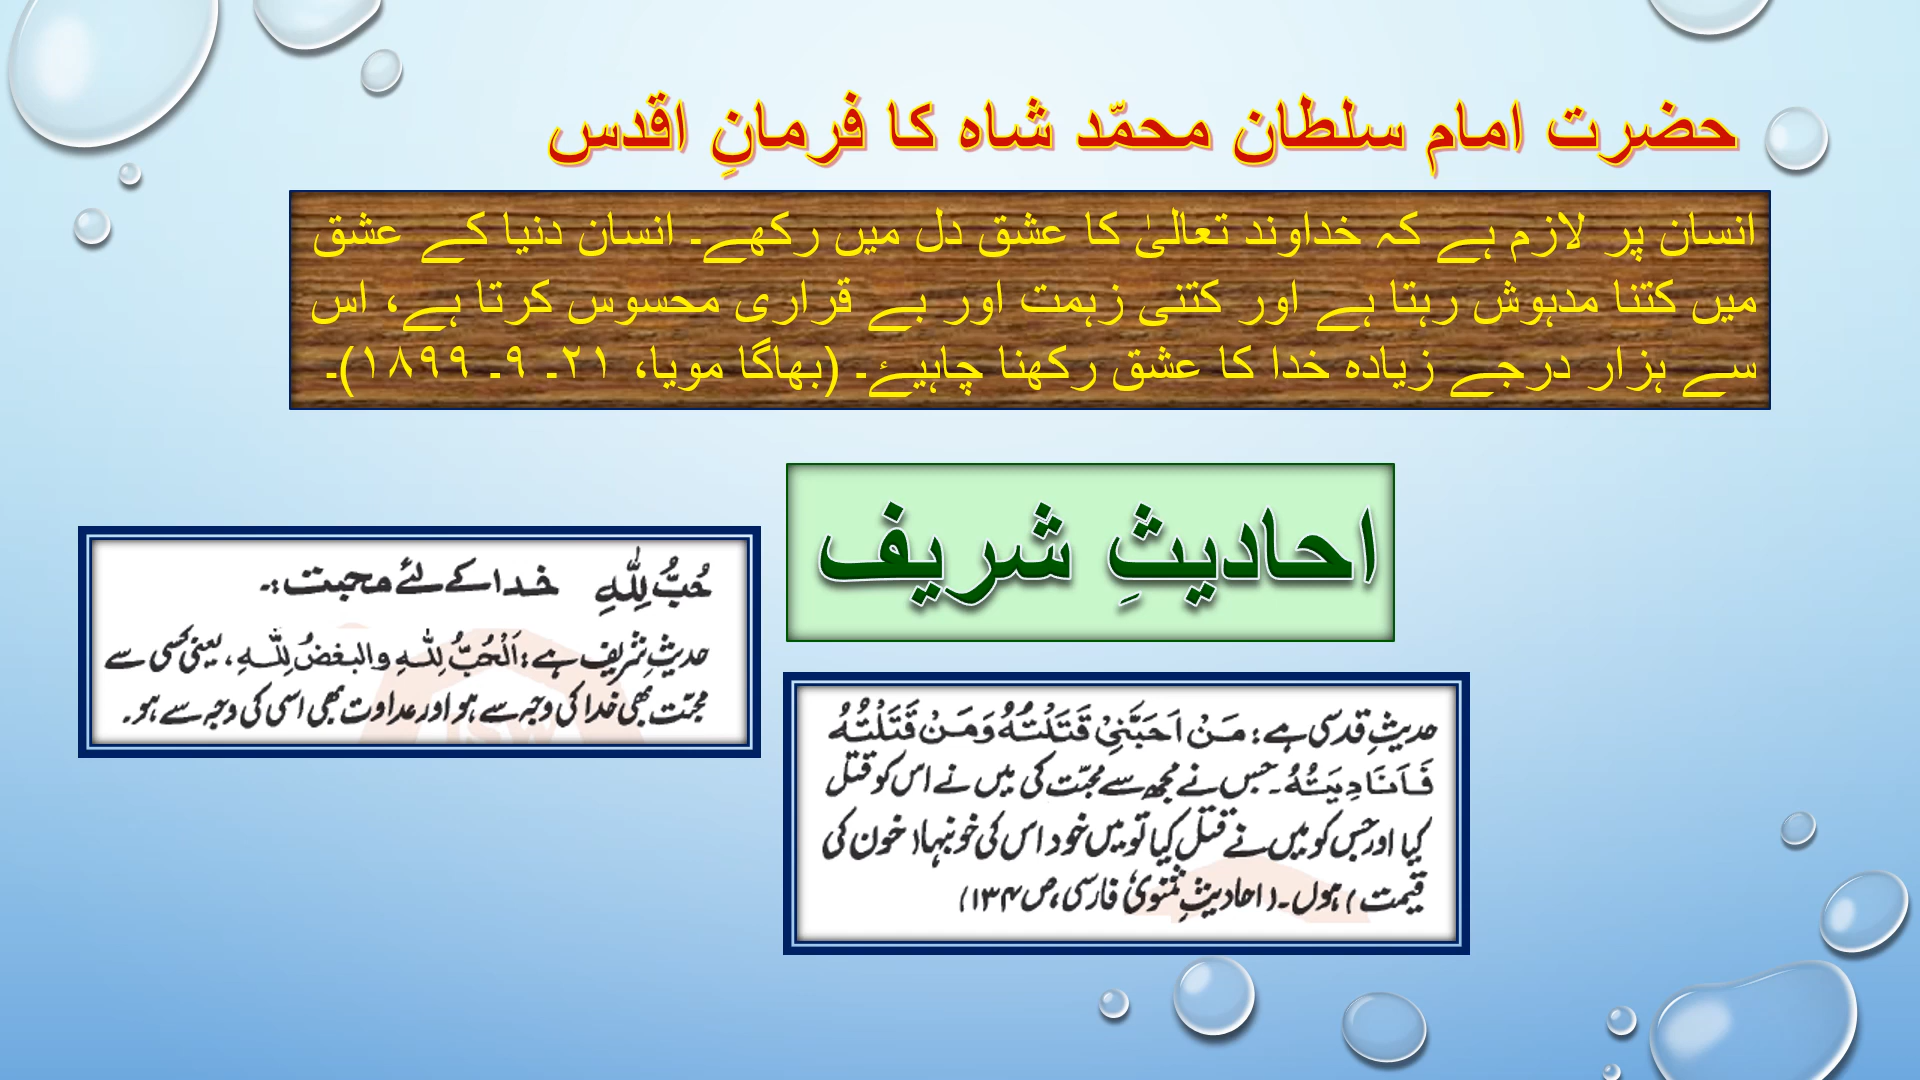 حضرت امام سلطان محمّد شاہ کا فرمانِ اقدس
انسان پر لازم ہے کہ خداوند تعالیٰ کا عشق دل میں رکھے۔ انسان دنیا کے عشق
میں کتنا مدہوش رہتا ہے اور کتنی زہمت اور بے قراری محسوس کرتا ہے، اس
سے ہزار درجے زیادہ خدا کا عشق رکھنا چاہیئے۔ (بھاگا مویا، ٢١۔ ٩۔ ١٨٩٩)۔
احادیثِ شریف
حُبُّ لِلّٰهِ خدا کے لئے محبت :۔
حدیثِ شریف ہے: اَلْحُبُّ لِلّٰهِ والبغضُ لِلّٰهِ، یعنی کسی سے
محبّت بھی خدا کی وجہ سے ہو اور عداوت بھی اسی کی وجہ سے ہو۔
حدیثِ قدسی ہے: مَنْ اَحَبَّنِیْ قَتَلْتُهُ وَمَنْ قَتَلْتُهُ
فَاَنَا دِیَتُهُ۔ جس نے مجھ سے محبّت کی میں نے اس کو قتل
کیا اور جس کو میں نے قتل کیا تو میں خود اس کی خونبہا (خون کی
قیمت) ہوں۔ (احادیثِ مثنویٔ فارسی، ص ۱۳۴)
ISW